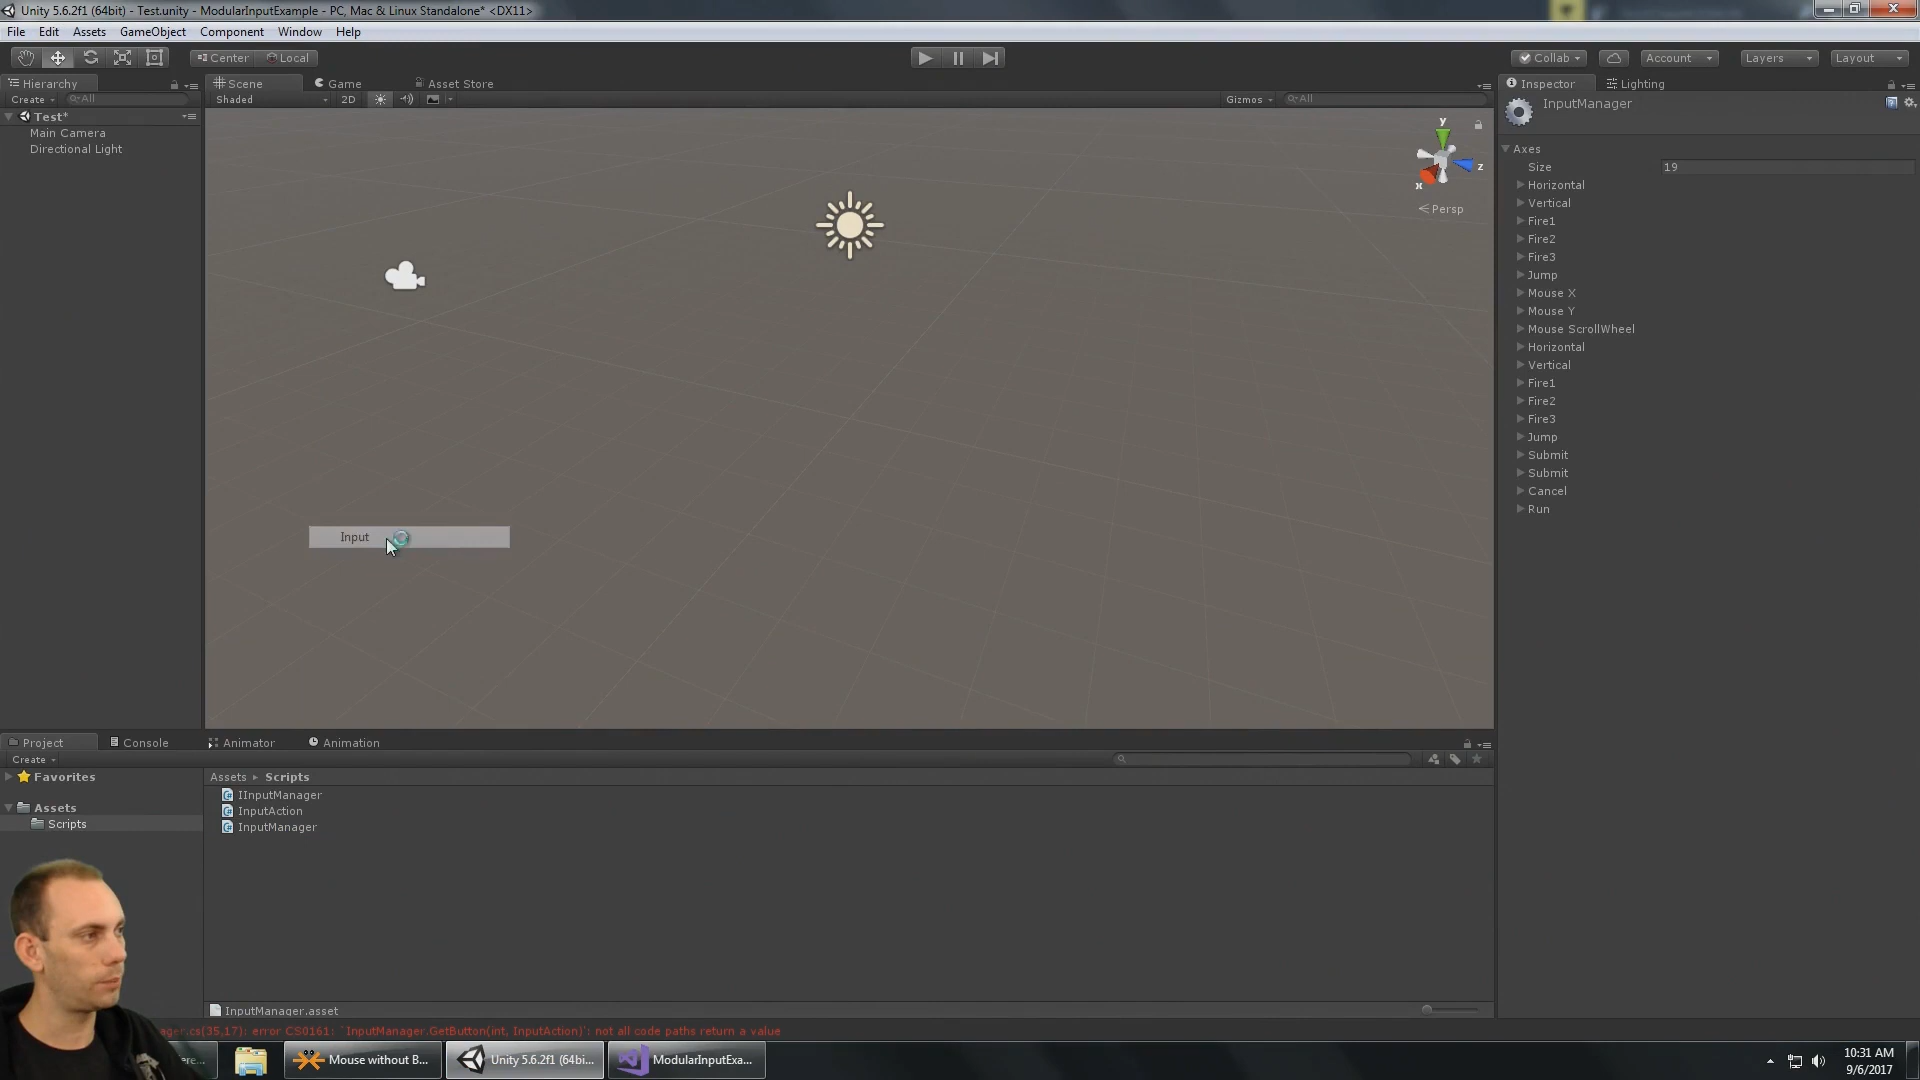 Unity 5.6.2f1 (64bit) - Test.unity - ModularInputExample - PC, Mac & Linux Standalone* <DX11>
File Edit Assets GameObject Component Window Help
Center Local
Collab Account Layers Layout
Hierarchy
Create All
Test*
Main Camera
Directional Light
Scene Game Asset Store
Shaded 2D Gizmos All
y
z
x
Persp
Input
Inspector Lighting
InputManager
Axes
Size 19
Horizontal
Vertical
Fire1
Fire2
Fire3
Jump
Mouse X
Mouse Y
Mouse ScrollWheel
Horizontal
Vertical
Fire1
Fire2
Fire3
Jump
Submit
Submit
Cancel
Run
Project Console Animator Animation
Create
Favorites
Assets
Scripts
Assets Scripts
IInputManager
InputAction
InputManager
InputManager.asset
ager.cs(35,17): error CS0161: `InputManager.GetButton(int, InputAction)': not all code paths return a value
ere... Mouse without B... Unity 5.6.2f1 (64bi... ModularInputExa...
10:31 AM
9/6/2017